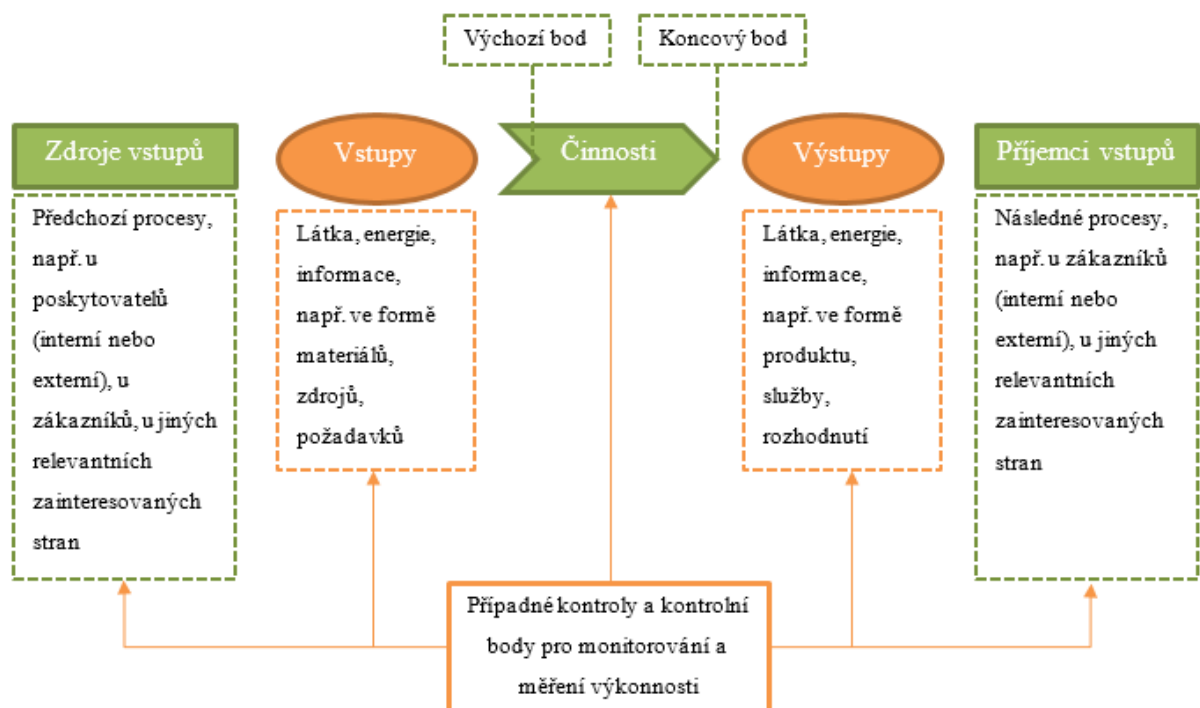 Výchozí bod
Koncový bod
Zdroje vstupů
Vstupy
Činnosti
Výstupy
Příjemci vstupů
Předchozí procesy,
např. u
poskytovatelů
(interní nebo
externí), u
zákazníků, u jiných
relevantních
zainteresovaných
stran
Látka, energie,
informace,
např. ve formě
materiálů,
zdrojů,
požadavků
Látka, energie,
informace,
např. ve formě
produktu,
služby,
rozhodnutí
Následné procesy,
např. u zákazníků
(interní nebo
externí), u jiných
relevantních
zainteresovaných
stran
Případné kontroly a kontrolní
body pro monitorování a
měření výkonnosti